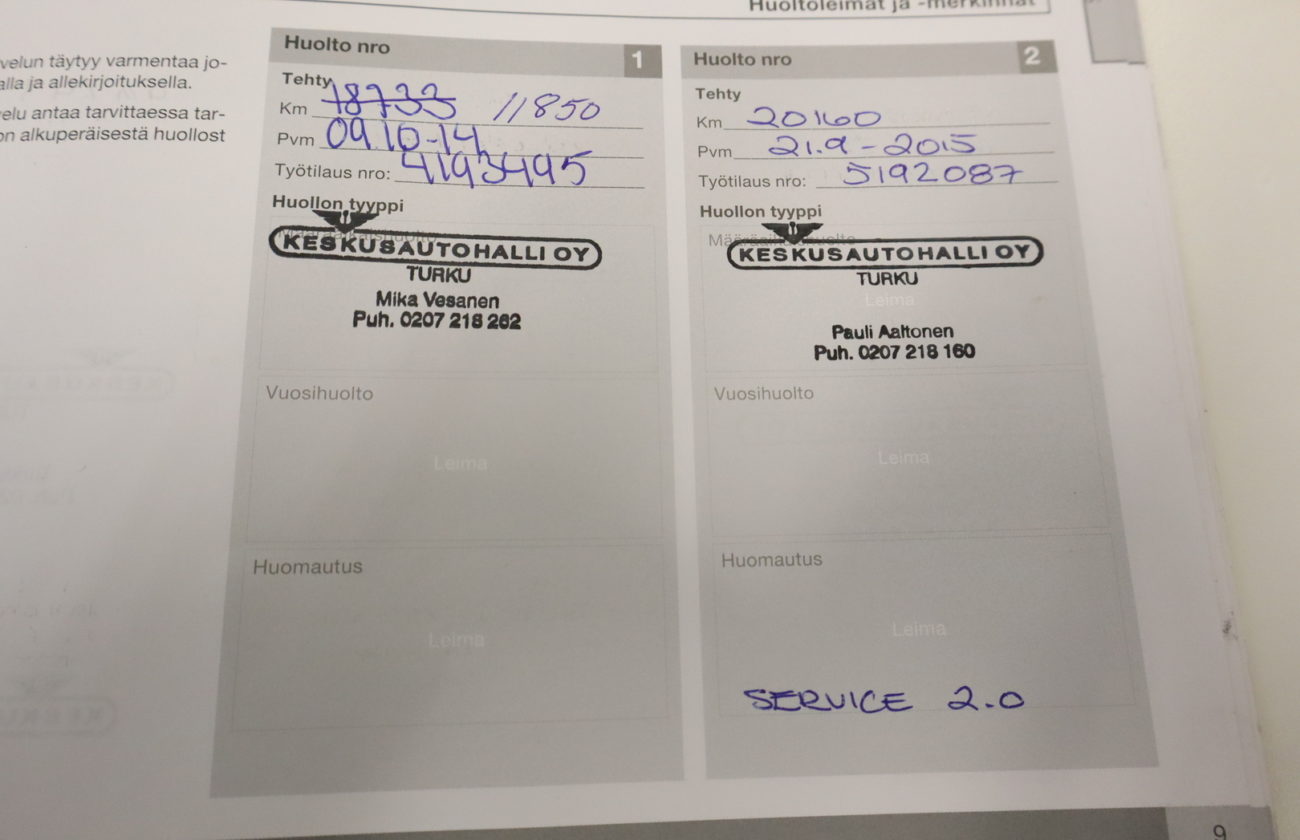 Huoltoleimat ja -merkinnät
velun täytyy varmentaa jo-
alla ja allekirjoituksella.
elu antaa tarvittaessa tar-
on alkuperäisestä huollost
Huolto nro 1
Tehty
Km 18733 11850
Pvm 09.10-14
Työtilaus nro: 4193495
Huollon tyyppi
KESKUSAUTOHALLI OY
TURKU
Mika Vesanen
Puh. 0207 218 262
Vuosihuolto
Leima
Huomautus
Leima
Huolto nro 2
Tehty
Km 20160
Pvm 21.9-2015
Työtilaus nro: 5192087
Huollon tyyppi
KESKUSAUTOHALLI OY
TURKU
Leima
Pauli Aaltonen
Puh. 0207 218 160
Vuosihuolto
Leima
Huomautus
Leima
SERVICE 2.0
9